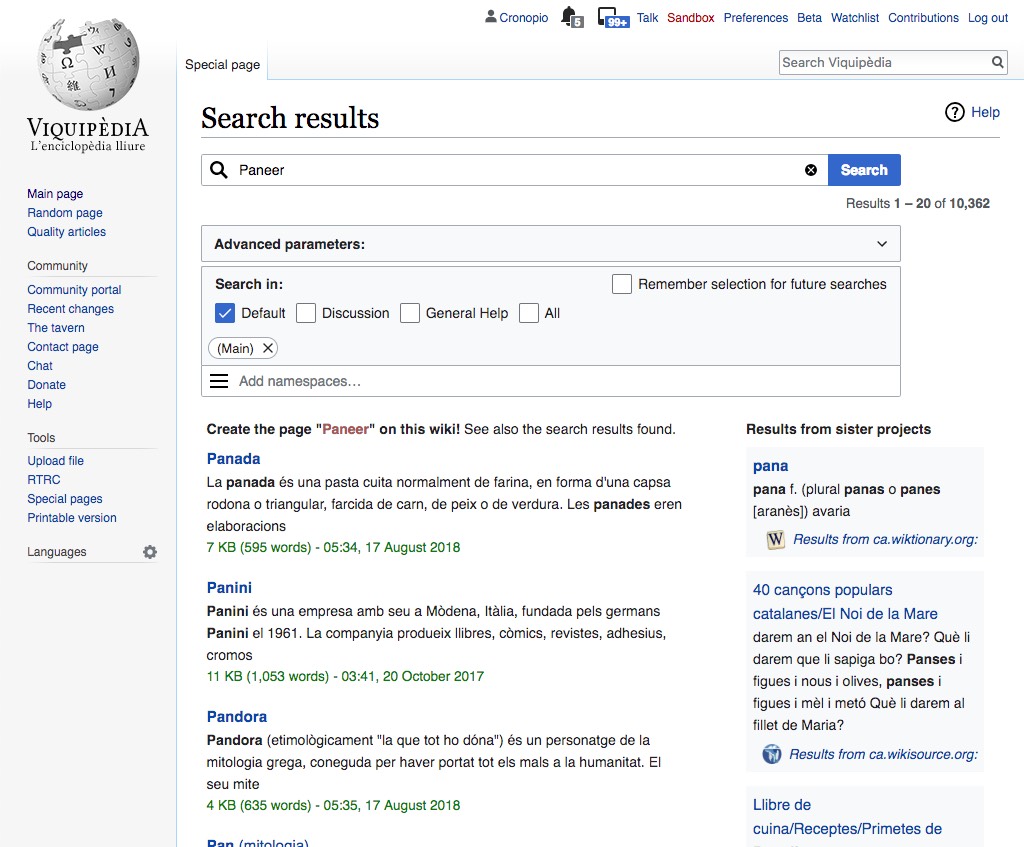 Cronopio 5 99+ Talk Sandbox Preferences Beta Watchlist Contributions Log out
Special page
Search Viquipèdia
VIQUIPÈDIA
L'enciclopèdia lliure
Main page
Random page
Quality articles
Community
Community portal
Recent changes
The tavern
Contact page
Chat
Donate
Help
Tools
Upload file
RTRC
Special pages
Printable version
Languages
Search results
Help
Paneer
Search
Results 1 – 20 of 10,362
Advanced parameters:
Search in:
Remember selection for future searches
Default Discussion General Help All
(Main)
Add namespaces…
Create the page "Paneer" on this wiki! See also the search results found.
Panada
La panada és una pasta cuita normalment de farina, en forma d'una capsa
rodona o triangular, farcida de carn, de peix o de verdura. Les panades eren
elaboracions
7 KB (595 words) - 05:34, 17 August 2018
Panini
Panini és una empresa amb seu a Mòdena, Itàlia, fundada pels germans
Panini el 1961. La companyia produeix llibres, còmics, revistes, adhesius,
cromos
11 KB (1,053 words) - 03:41, 20 October 2017
Pandora
Pandora (etimològicament "la que tot ho dóna") és un personatge de la
mitologia grega, coneguda per haver portat tot els mals a la humanitat. El
seu mite
4 KB (635 words) - 05:35, 17 August 2018
Pan (mitologia)
Results from sister projects
pana
pana f. (plural panas o panes
[aranès]) avaria
Results from ca.wiktionary.org:
40 cançons populars
catalanes/El Noi de la Mare
darem an el Noi de la Mare? Què li
darem que li sapiga bo? Panses i
figues i nous i olives, panses i
figues i mèl i metó Què li darem al
fillet de Maria?
Results from ca.wikisource.org:
Llibre de
cuina/Receptes/Primetes de